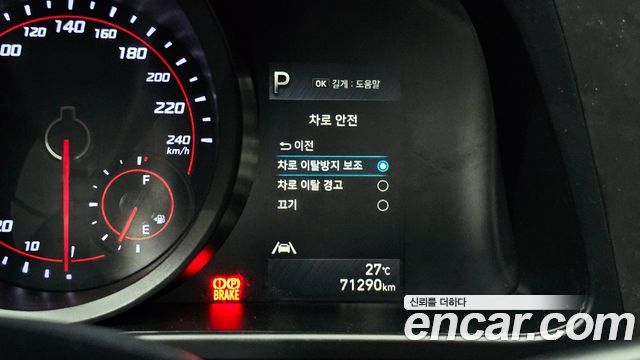 120 140 160
180
200
220
240
km/h
F
E
10
P
OK 길게 : 도움말
차로 안전
이전
차로 이탈방지 보조
차로 이탈 경고
끄기
27℃
71290km
(!) (P)
BRAKE
신뢰를 더하다
encar.com